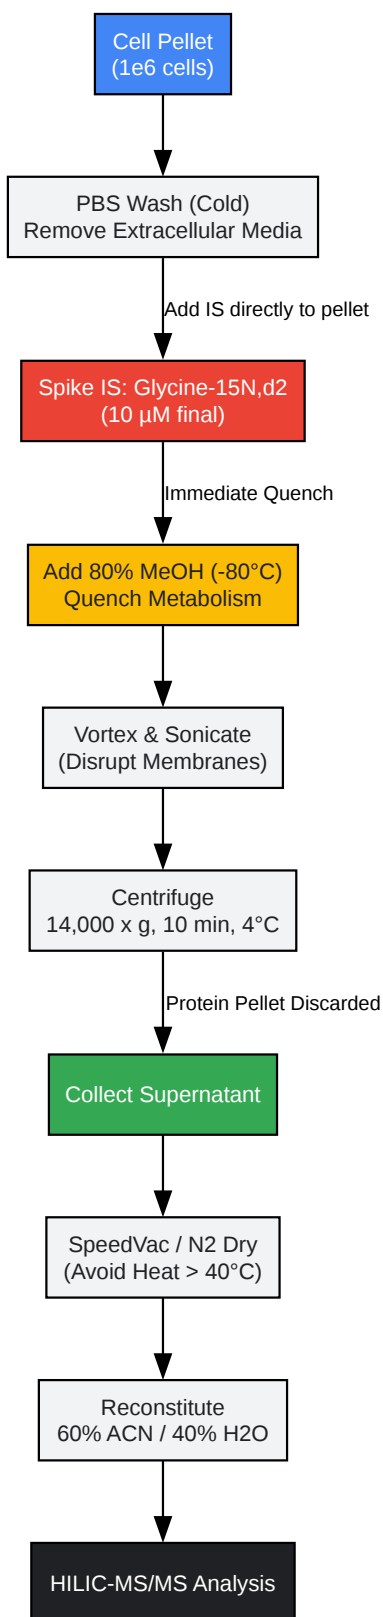 Cell Pellet
(1e6 cells)
PBS Wash (Cold)
Remove Extracellular Media
Add IS directly to pellet
Spike IS: Glycine-15N,d2
(10 µM final)
Immediate Quench
Add 80% MeOH (-80°C)
Quench Metabolism
Vortex & Sonicate
(Disrupt Membranes)
Centrifuge
14,000 x g, 10 min, 4°C
Protein Pellet Discarded
Collect Supernatant
SpeedVac / N2 Dry
(Avoid Heat > 40°C)
Reconstitute
60% ACN / 40% H2O
HILIC-MS/MS Analysis